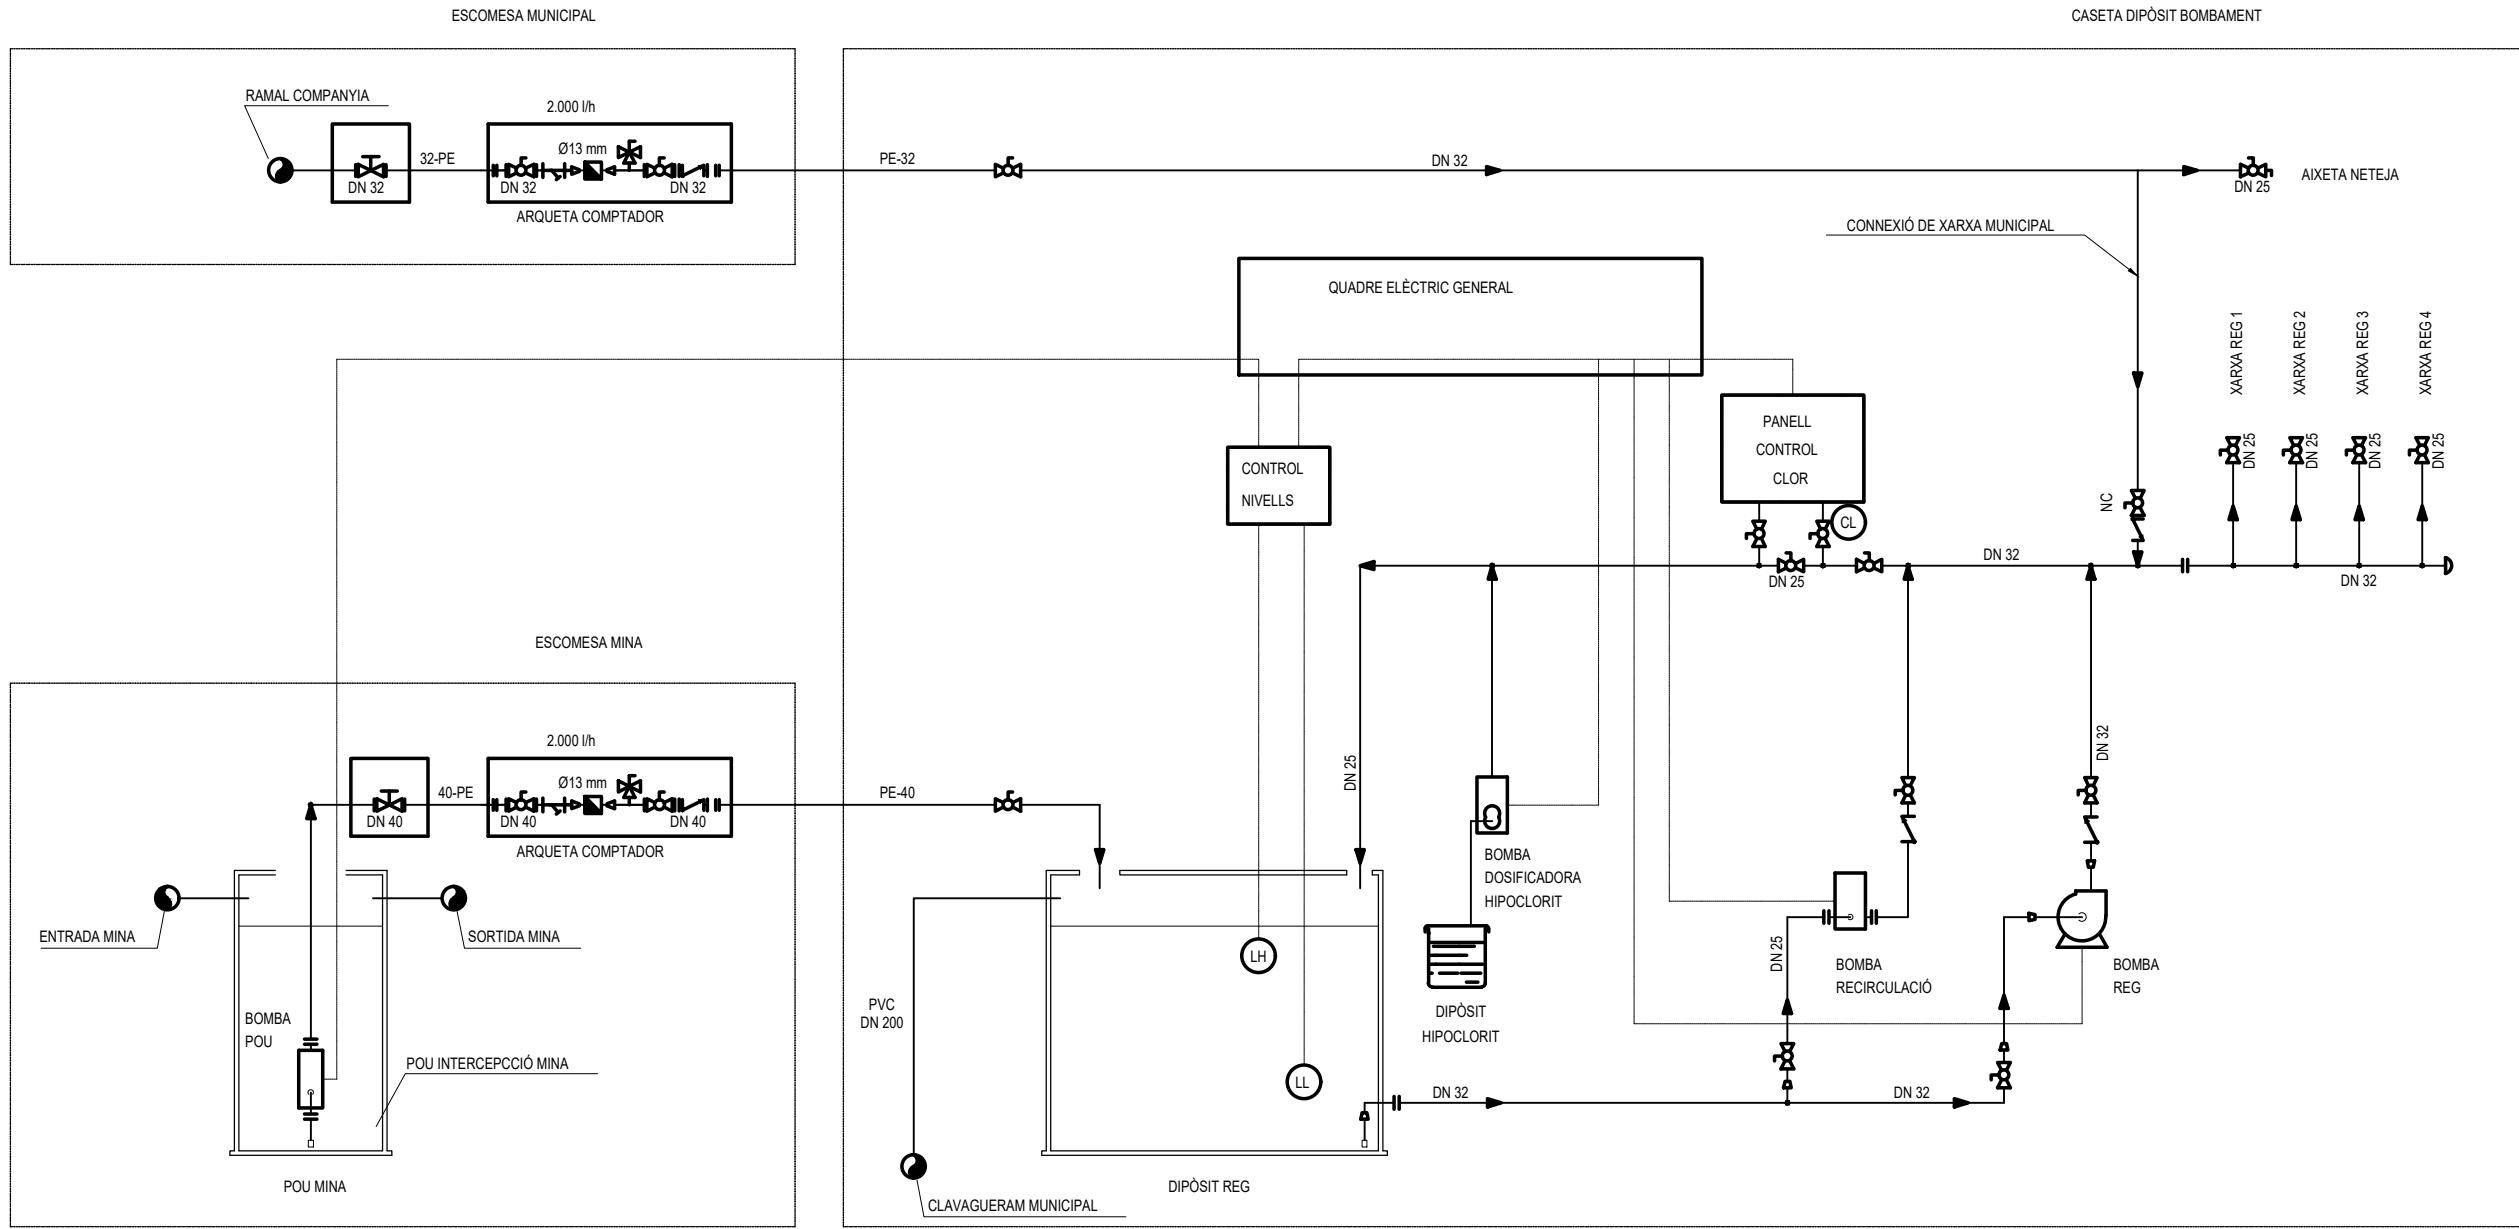 ESCOMESA MUNICIPAL
CASETA DIPÒSIT BOMBAMENT
RAMAL COMPANYIA
2.000 l/h
32-PE
Ø13 mm
PE-32
DN 32
DN 32
DN 32
DN 32
DN 25
AIXETA NETEJA
ARQUETA COMPTADOR
CONNEXIÓ DE XARXA MUNICIPAL
QUADRE ELÈCTRIC GENERAL
XARXA REG 1
XARXA REG 2
XARXA REG 3
XARXA REG 4
PANELL
CONTROL
CLOR
CONTROL
NIVELLS
DN 25
DN 25
DN 25
DN 25
NC
CL
DN 32
DN 25
DN 32
ESCOMESA MINA
2.000 l/h
40-PE
Ø13 mm
PE-40
DN 40
DN 40
DN 40
ARQUETA COMPTADOR
DN 25
DN 32
BOMBA
DOSIFICADORA
HIPOCLORIT
ENTRADA MINA
SORTIDA MINA
LH
DN 25
BOMBA
RECIRCULACIÓ
BOMBA
REG
PVC
DN 200
DIPÒSIT
HIPOCLORIT
BOMBA
POU
POU INTERCEPCCIÓ MINA
LL
DN 32
DN 32
POU MINA
DIPÒSIT REG
CLAVAGUERAM MUNICIPAL